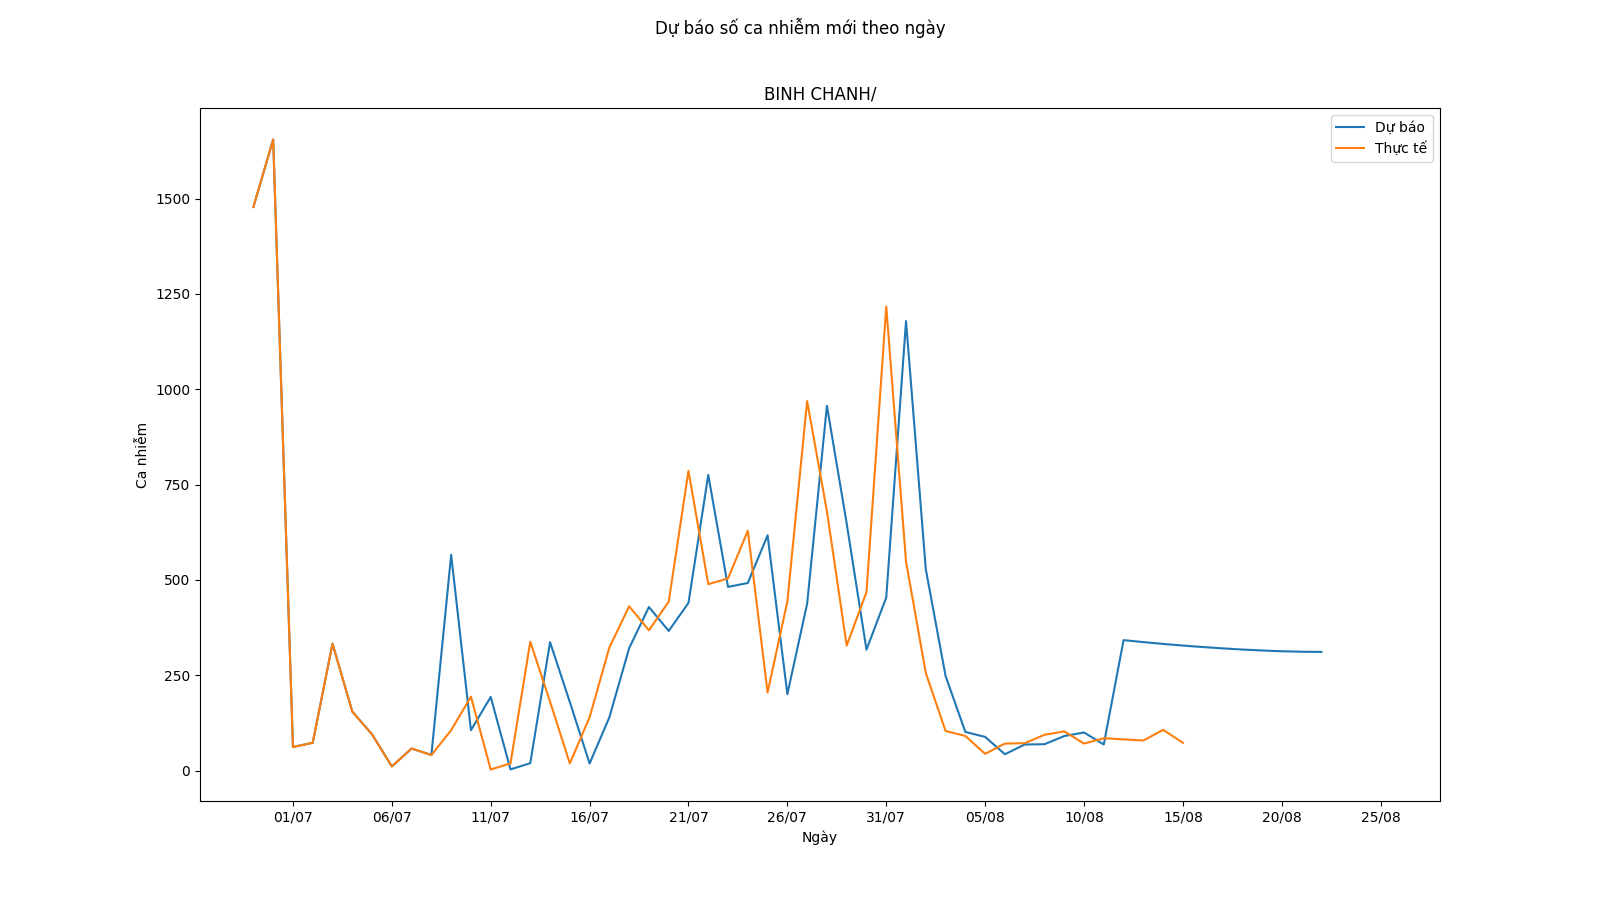 Dự báo số ca nhiễm mới theo ngày
BINH CHANH/
Dự báo
Thực tế
1500
1250
1000
750
500
250
0
Ca nhiễm
01/07 06/07 11/07 16/07 21/07 26/07 31/07 05/08 10/08 15/08 20/08 25/08
Ngày